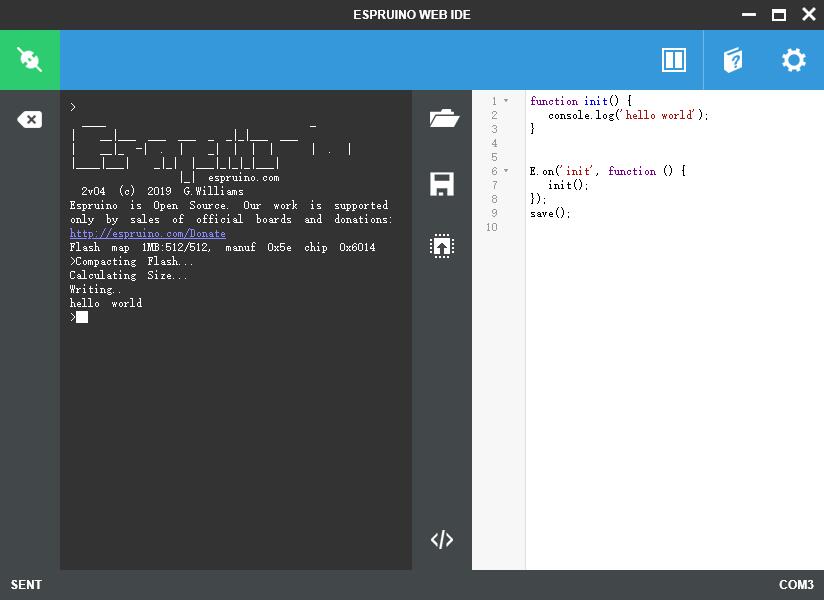 ESPRUINO WEB IDE
>
|_| espruino.com
2v04 (c) 2019 G.Williams
Espruino is Open Source. Our work is supported
only by sales of official boards and donations:
http://espruino.com/Donate
Flash map 1MB:512/512, manuf 0x5e chip 0x6014
>Compacting Flash...
Calculating Size...
Writing..
hello world
>
1 function init() {
2 console.log('hello world');
3 }
4
5
6 E.on('init', function () {
7 init();
8 });
9 save();
10
SENT
COM3